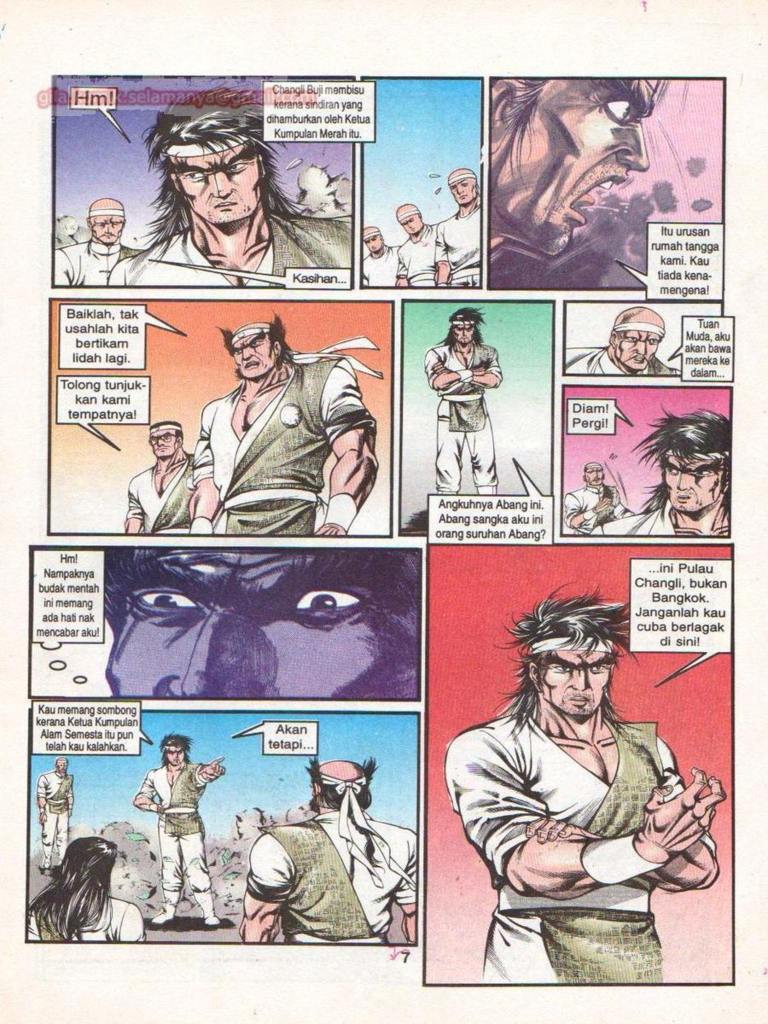 Hm!
Changli Buji membisu
kerana sindiran yang
dihamburkan oleh Ketua
Kumpulan Merah itu.
Kasihan...
Itu urusan
rumah tangga
kami. Kau
tiada kena-
mengena!
Baiklah, tak
usahlah kita
bertikam
lidah lagi.
Tolong tunjuk-
kan kami
tempatnya!
Angkuhnya Abang ini.
Abang sangka aku ini
orang suruhan Abang?
Tuan
Muda, aku
akan bawa
mereka ke
dalam...
Diam!
Pergi!
Hm!
Nampaknya
budak mentah
ini memang
ada hati nak
mencabar aku!
...ini Pulau
Changli, bukan
Bangkok.
Janganlah kau
cuba berlagak
di sini!
Kau memang sombong
kerana Ketua Kumpulan
Alam Semesta itu pun
telah kau kalahkan.
Akan
tetapi...
7